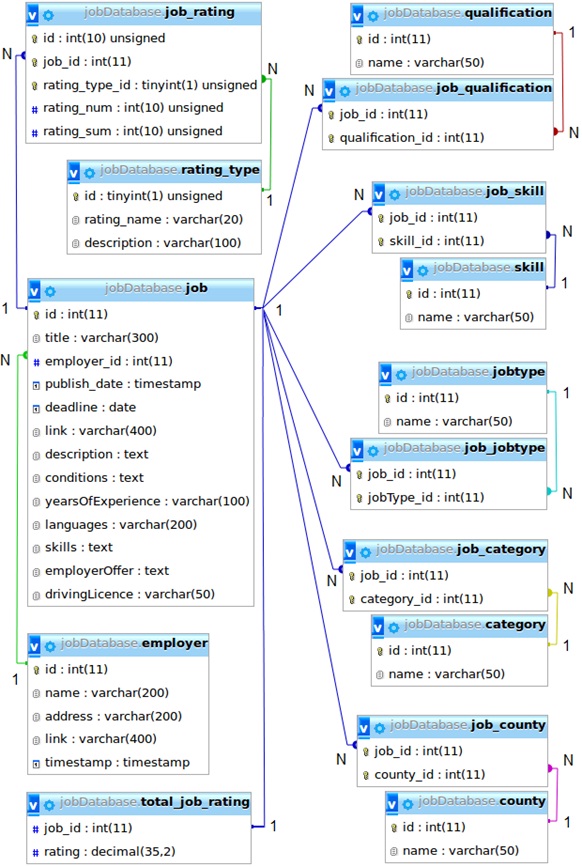 jobDatabase.job_rating
id : int(10) unsigned
job_id : int(11)
rating_type_id : tinyint(1) unsigned
rating_num : int(10) unsigned
rating_sum : int(10) unsigned
N
N
jobDatabase.rating_type
id : tinyint(1) unsigned
rating_name : varchar(20)
description : varchar(100)
1
jobDatabase.job
id : int(11)
title : varchar(300)
employer_id : int(11)
publish_date : timestamp
deadline : date
link : varchar(400)
description : text
conditions : text
yearsOfExperience : varchar(100)
languages : varchar(200)
skills : text
employerOffer : text
drivingLicence : varchar(50)
1
N
1
jobDatabase.employer
id : int(11)
name : varchar(200)
address : varchar(200)
link : varchar(400)
timestamp : timestamp
1
jobDatabase.total_job_rating
job_id : int(11)
rating : decimal(35,2)
1
jobDatabase.qualification
id : int(11)
name : varchar(50)
1
jobDatabase.job_qualification
job_id : int(11)
qualification_id : int(11)
N
N
jobDatabase.job_skill
job_id : int(11)
skill_id : int(11)
N
N
jobDatabase.skill
id : int(11)
name : varchar(50)
1
jobDatabase.jobtype
id : int(11)
name : varchar(50)
1
jobDatabase.job_jobtype
job_id : int(11)
jobType_id : int(11)
N
N
jobDatabase.job_category
job_id : int(11)
category_id : int(11)
N
N
jobDatabase.category
id : int(11)
name : varchar(50)
1
jobDatabase.job_county
job_id : int(11)
county_id : int(11)
N
N
jobDatabase.county
id : int(11)
name : varchar(50)
1